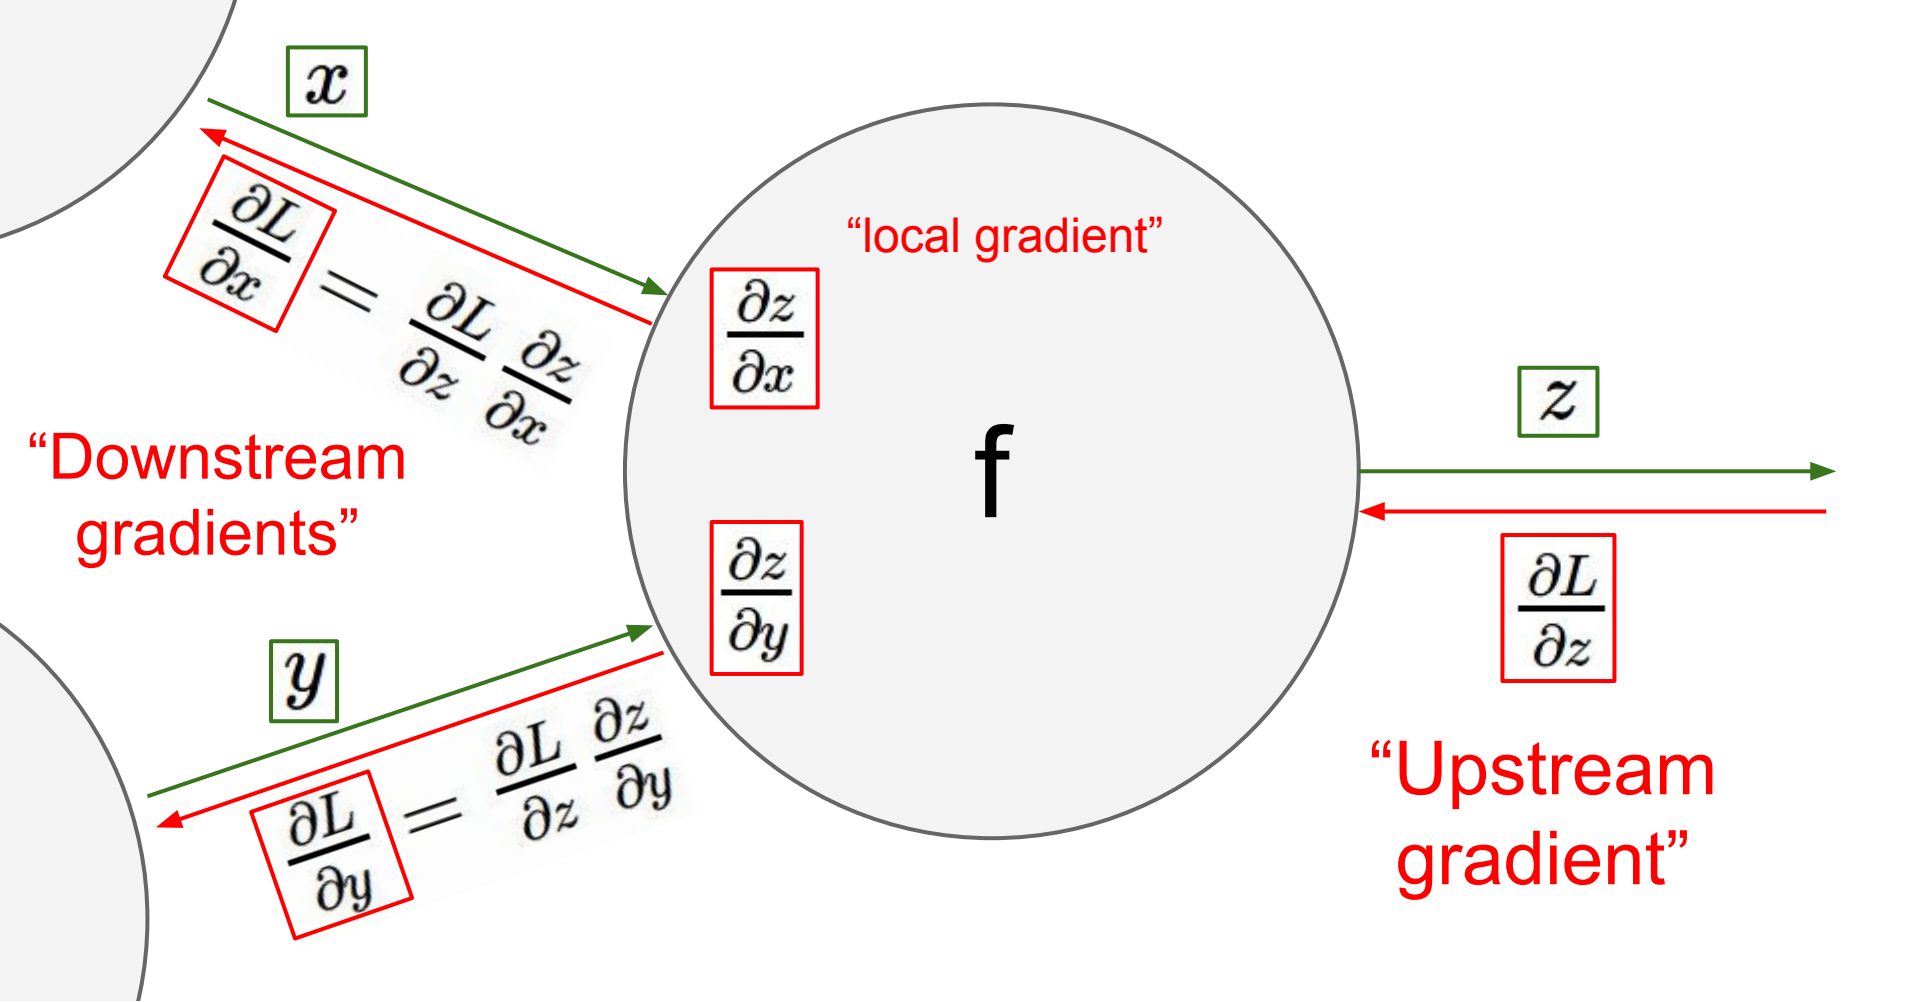 x
∂L/∂x = ∂L/∂z ∂z/∂x
“Downstream
gradients”
y
∂L/∂y = ∂L/∂z ∂z/∂y
“local gradient”
∂z/∂x
f
∂z/∂y
z
∂L/∂z
“Upstream
gradient”